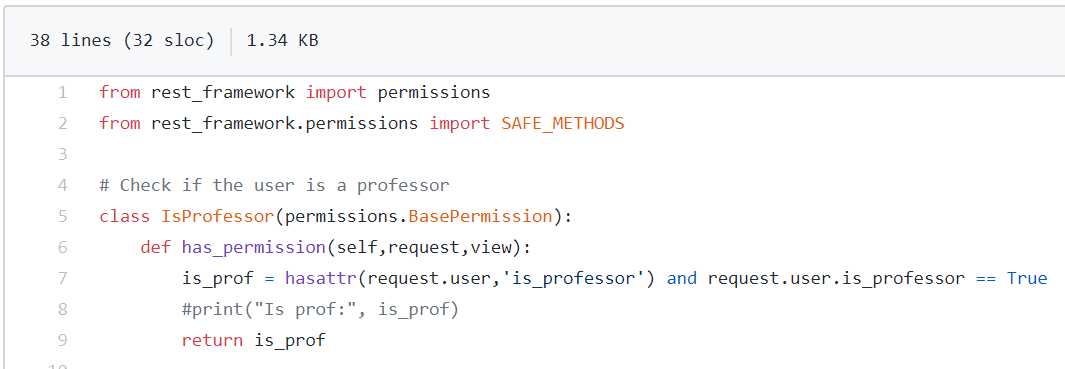 38 lines (32 sloc) 1.34 KB
1 from rest_framework import permissions
2 from rest_framework.permissions import SAFE_METHODS
3
4 # Check if the user is a professor
5 class IsProfessor(permissions.BasePermission):
6     def has_permission(self,request,view):
7         is_prof = hasattr(request.user,'is_professor') and request.user.is_professor == True
8         #print("Is prof:", is_prof)
9         return is_prof